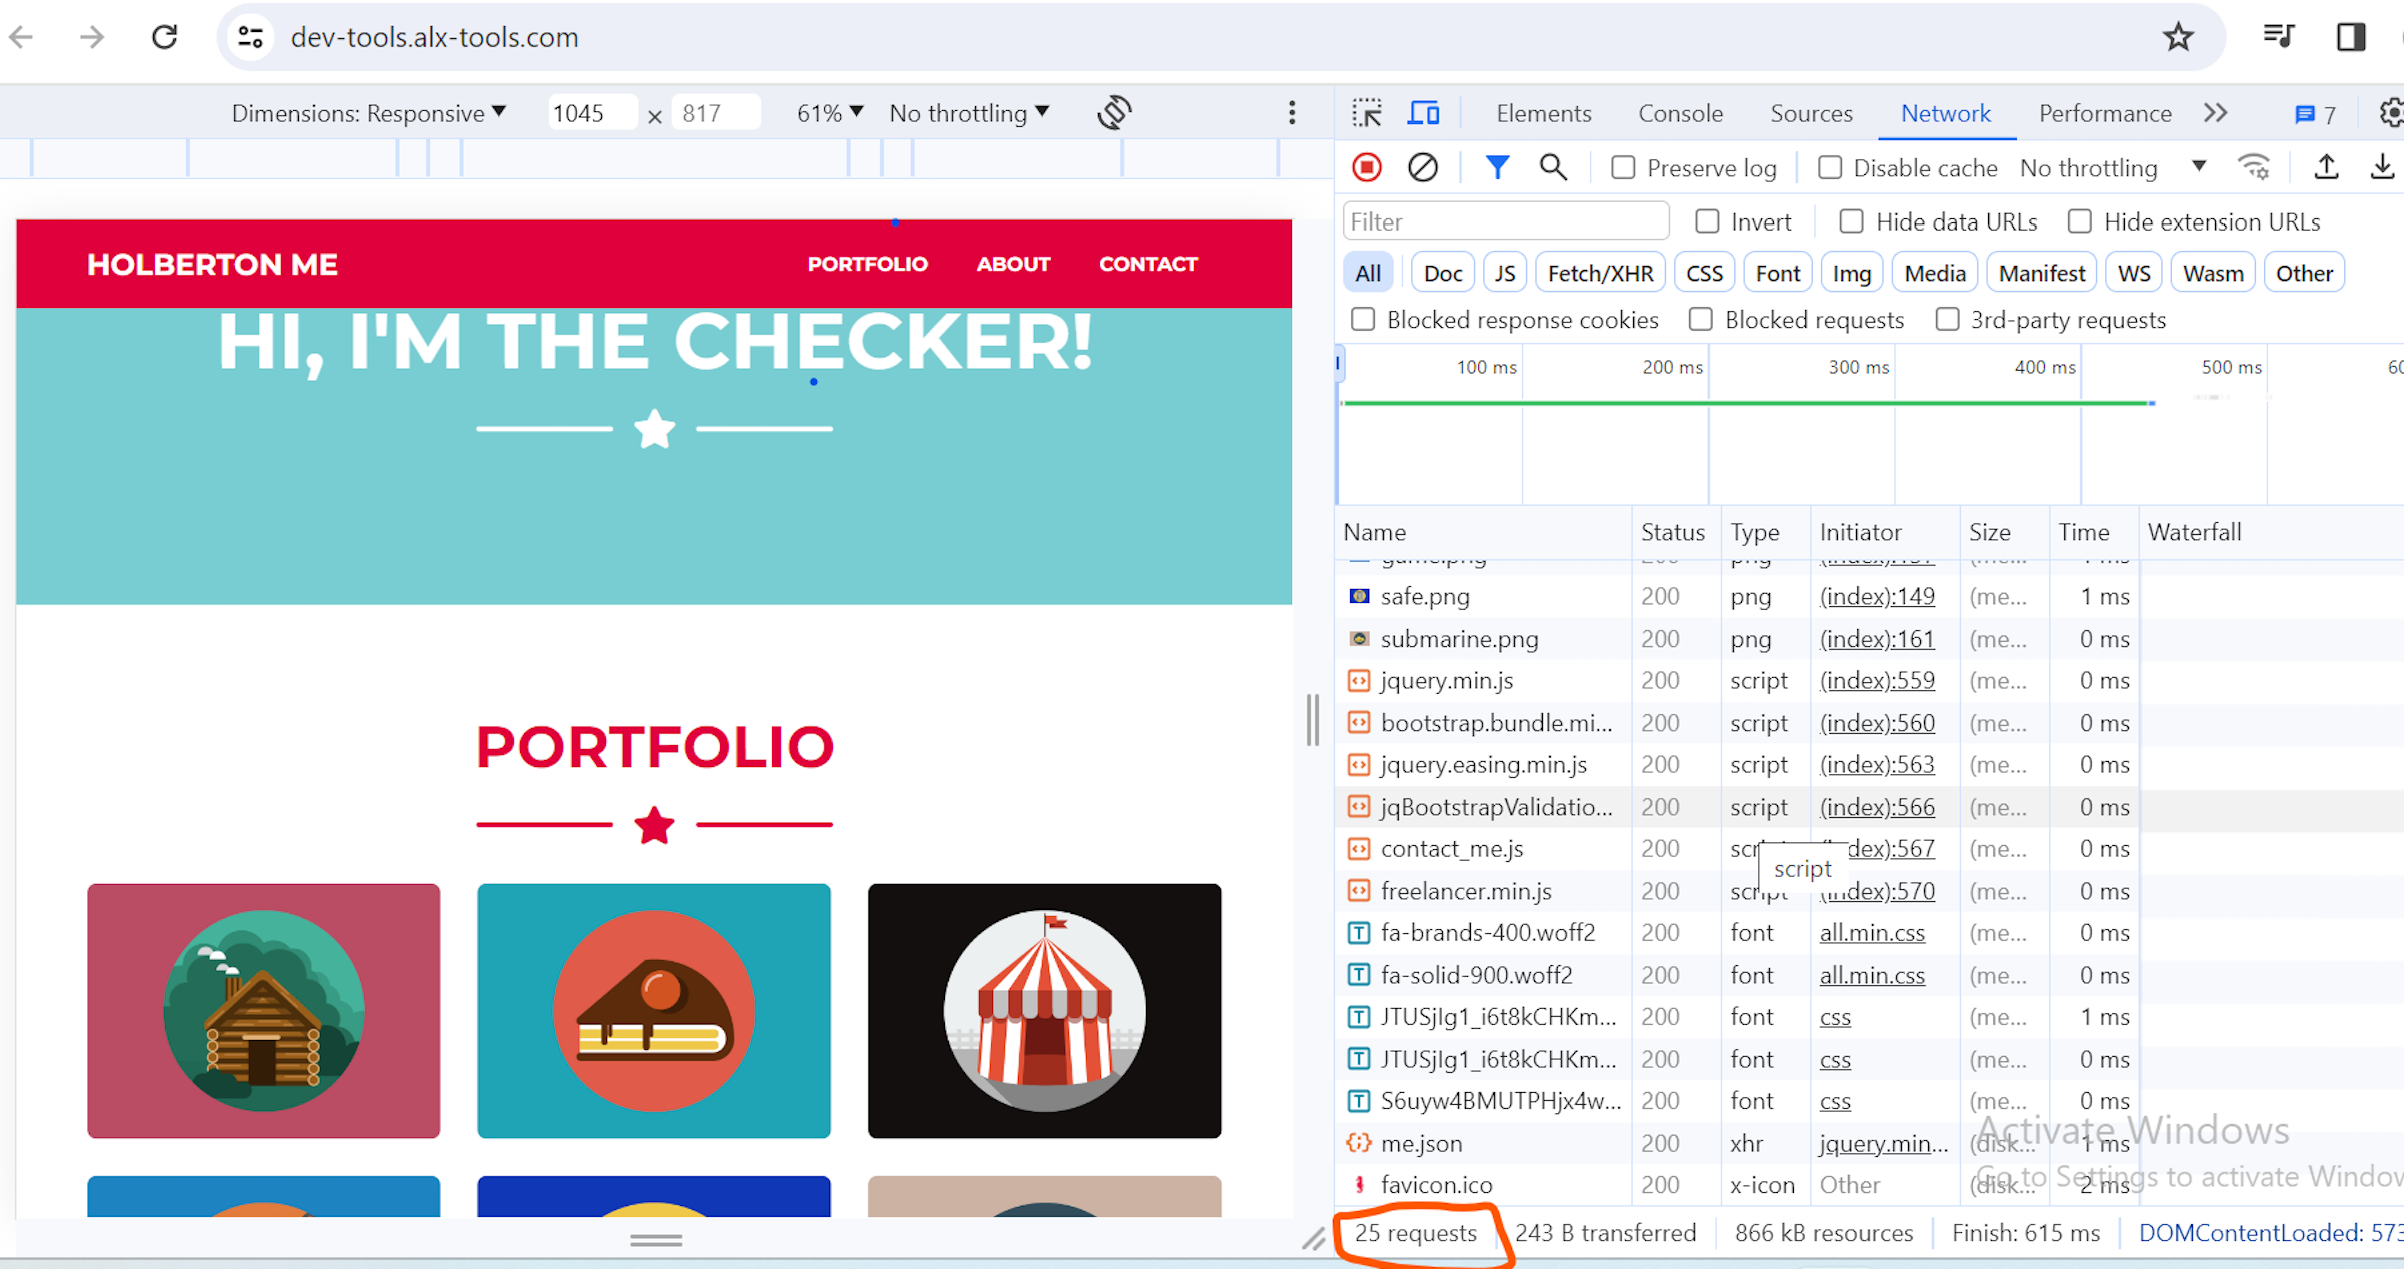 dev-tools.alx-tools.com
Dimensions: Responsive 1045 × 817 61% No throttling
Elements Console Sources Network Performance 7
Preserve log Disable cache No throttling
Filter Invert Hide data URLs Hide extension URLs
All Doc JS Fetch/XHR CSS Font Img Media Manifest WS Wasm Other
Blocked response cookies Blocked requests 3rd-party requests
100 ms 200 ms 300 ms 400 ms 500 ms
HOLBERTON ME PORTFOLIO ABOUT CONTACT
HI, I'M THE CHECKER!
PORTFOLIO
Name Status Type Initiator Size Time Waterfall
game.png 200 png
safe.png 200 png (index):149 (me... 1 ms
submarine.png 200 png (index):161 (me... 0 ms
jquery.min.js 200 script (index):559 (me... 0 ms
bootstrap.bundle.mi... 200 script (index):560 (me... 0 ms
jquery.easing.min.js 200 script (index):563 (me... 0 ms
jqBootstrapValidatio... 200 script (index):566 (me... 0 ms
contact_me.js 200 (index):567 (me... 0 ms
script
freelancer.min.js 200 script (index):570 (me... 0 ms
fa-brands-400.woff2 200 font all.min.css (me... 0 ms
fa-solid-900.woff2 200 font all.min.css (me... 0 ms
JTUSjIg1_i6t8kCHKm... 200 font css (me... 1 ms
JTUSjIg1_i6t8kCHKm... 200 font css (me... 0 ms
S6uyw4BMUTPHjx4w... 200 font css (me... 0 ms
me.json 200 xhr jquery.min... (disk... 1 ms
favicon.ico 200 x-icon Other (disk... 2 ms
Activate Windows
Go to Settings to activate Windo
25 requests 243 B transferred 866 kB resources Finish: 615 ms DOMContentLoaded: 573